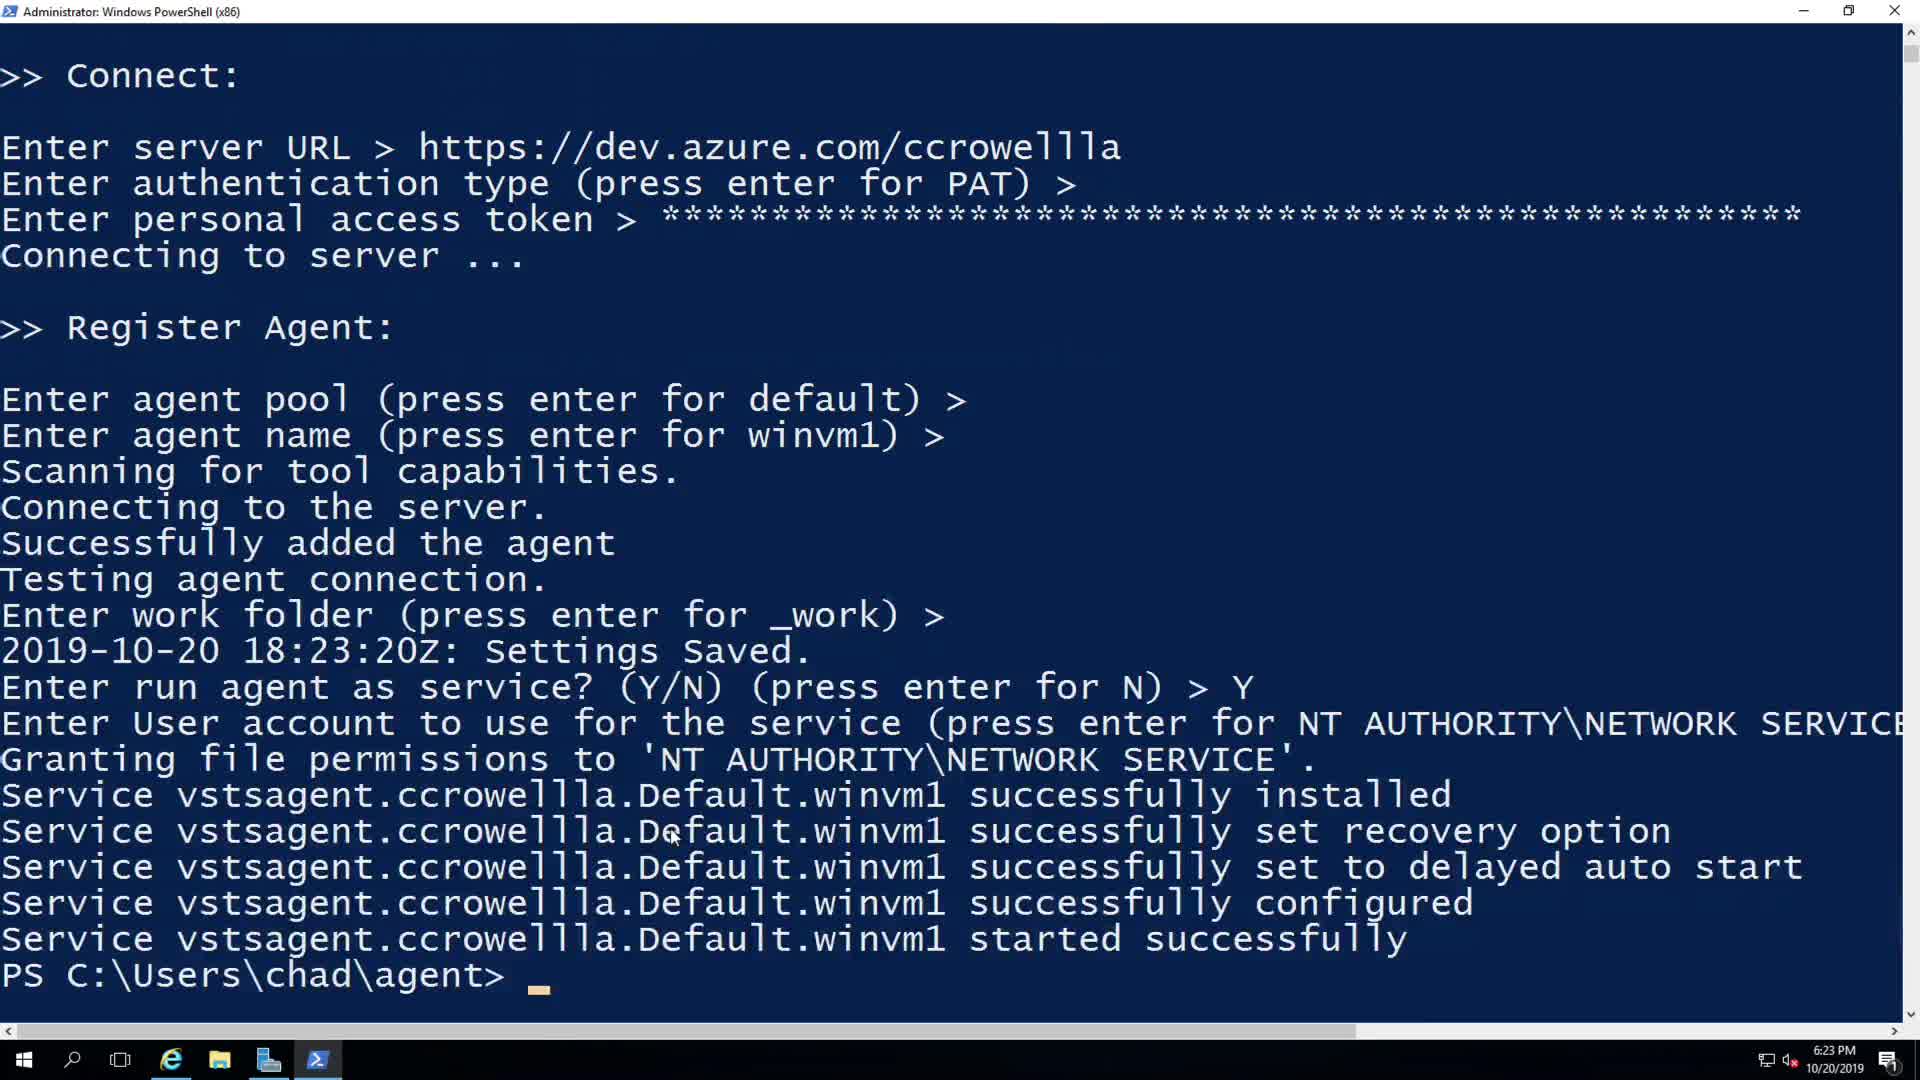 Administrator: Windows PowerShell (x86)
>> Connect:
Enter server URL > https://dev.azure.com/ccrowellla
Enter authentication type (press enter for PAT) >
Enter personal access token > ****************************************************
Connecting to server ...
>> Register Agent:
Enter agent pool (press enter for default) >
Enter agent name (press enter for winvm1) >
Scanning for tool capabilities.
Connecting to the server.
Successfully added the agent
Testing agent connection.
Enter work folder (press enter for _work) >
2019-10-20 18:23:20Z: Settings Saved.
Enter run agent as service? (Y/N) (press enter for N) > Y
Enter User account to use for the service (press enter for NT AUTHORITY\NETWORK SERVICE
Granting file permissions to 'NT AUTHORITY\NETWORK SERVICE'.
Service vstsagent.ccrowellla.Default.winvm1 successfully installed
Service vstsagent.ccrowellla.Default.winvm1 successfully set recovery option
Service vstsagent.ccrowellla.Default.winvm1 successfully set to delayed auto start
Service vstsagent.ccrowellla.Default.winvm1 successfully configured
Service vstsagent.ccrowellla.Default.winvm1 started successfully
PS C:\Users\chad\agent>
6:23 PM
10/20/2019
1